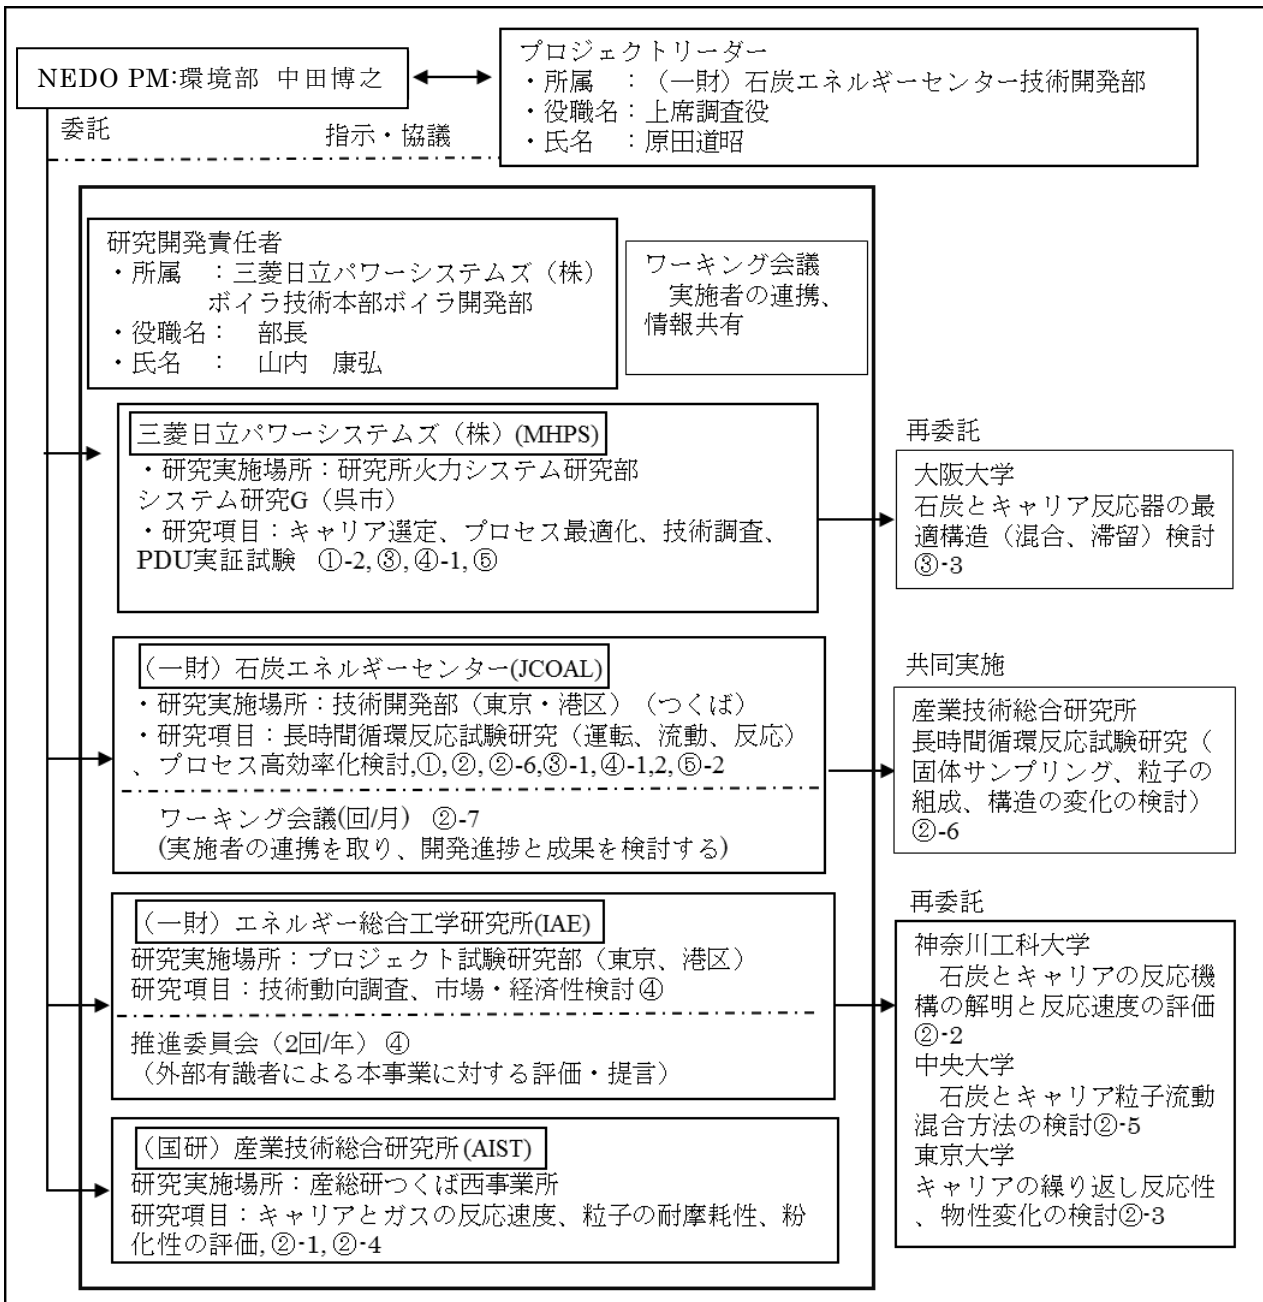 NEDO PM:環境部 中田博之
プロジェクトリーダー
・所属 :（一財）石炭エネルギーセンター技術開発部
・役職名:上席調査役
・氏名 :原田道昭
委託
指示・協議
研究開発責任者
・所属 :三菱日立パワーシステムズ（株）
ボイラ技術本部ボイラ開発部
・役職名: 部長
・氏名 : 山内 康弘
ワーキング会議
実施者の連携、
情報共有
三菱日立パワーシステムズ（株）(MHPS)
・研究実施場所:研究所火力システム研究部
システム研究G（呉市）
・研究項目:キャリア選定、プロセス最適化、技術調査、
PDU実証試験 ①-2, ③, ④-1, ⑤
再委託
大阪大学
石炭とキャリア反応器の最
適構造（混合、滞留）検討
③-3
（一財）石炭エネルギーセンター(JCOAL)
・研究実施場所:技術開発部（東京・港区）（つくば）
・研究項目:長時間循環反応試験研究（運転、流動、反応）
、プロセス高効率化検討,①, ②, ②-6,③-1, ④-1,2, ⑤-2
ワーキング会議(回/月) ②-7
(実施者の連携を取り、開発進捗と成果を検討する)
共同実施
産業技術総合研究所
長時間循環反応試験研究（
固体サンプリング、粒子の
組成、構造の変化の検討）
②-6
（一財）エネルギー総合工学研究所(IAE)
研究実施場所:プロジェクト試験研究部（東京、港区）
研究項目:技術動向調査、市場・経済性検討④
推進委員会（2回/年）④
（外部有識者による本事業に対する評価・提言）
再委託
神奈川工科大学
石炭とキャリアの反応機
構の解明と反応速度の評価
②-2
中央大学
石炭とキャリア粒子流動
混合方法の検討②-5
東京大学
キャリアの繰り返し反応性
、物性変化の検討②-3
（国研）産業技術総合研究所(AIST)
研究実施場所:産総研つくば西事業所
研究項目:キャリアとガスの反応速度、粒子の耐摩耗性、粉
化性の評価, ②-1, ②-4